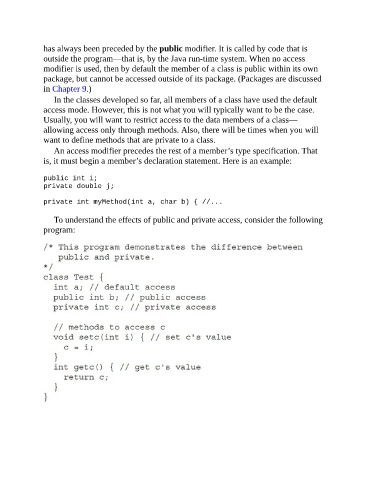 has always been preceded by the public modifier. It is called by code that is
outside the program—that is, by the Java run-time system. When no access
modifier is used, then by default the member of a class is public within its own
package, but cannot be accessed outside of its package. (Packages are discussed
in Chapter 9.)
In the classes developed so far, all members of a class have used the default
access mode. However, this is not what you will typically want to be the case.
Usually, you will want to restrict access to the data members of a class—
allowing access only through methods. Also, there will be times when you will
want to define methods that are private to a class.
An access modifier precedes the rest of a member's type specification. That
is, it must begin a member's declaration statement. Here is an example:
public int i;
private double j;
private int myMethod(int a, char b) { //...
To understand the effects of public and private access, consider the following
program:
/* This program demonstrates the difference between
public and private.
*/
class Test {
int a; // default access
public int b; // public access
private int c; // private access
// methods to access c
void setc(int i) { // set c's value
c = i;
}
int getc() { // get c's value
return c;
}
}